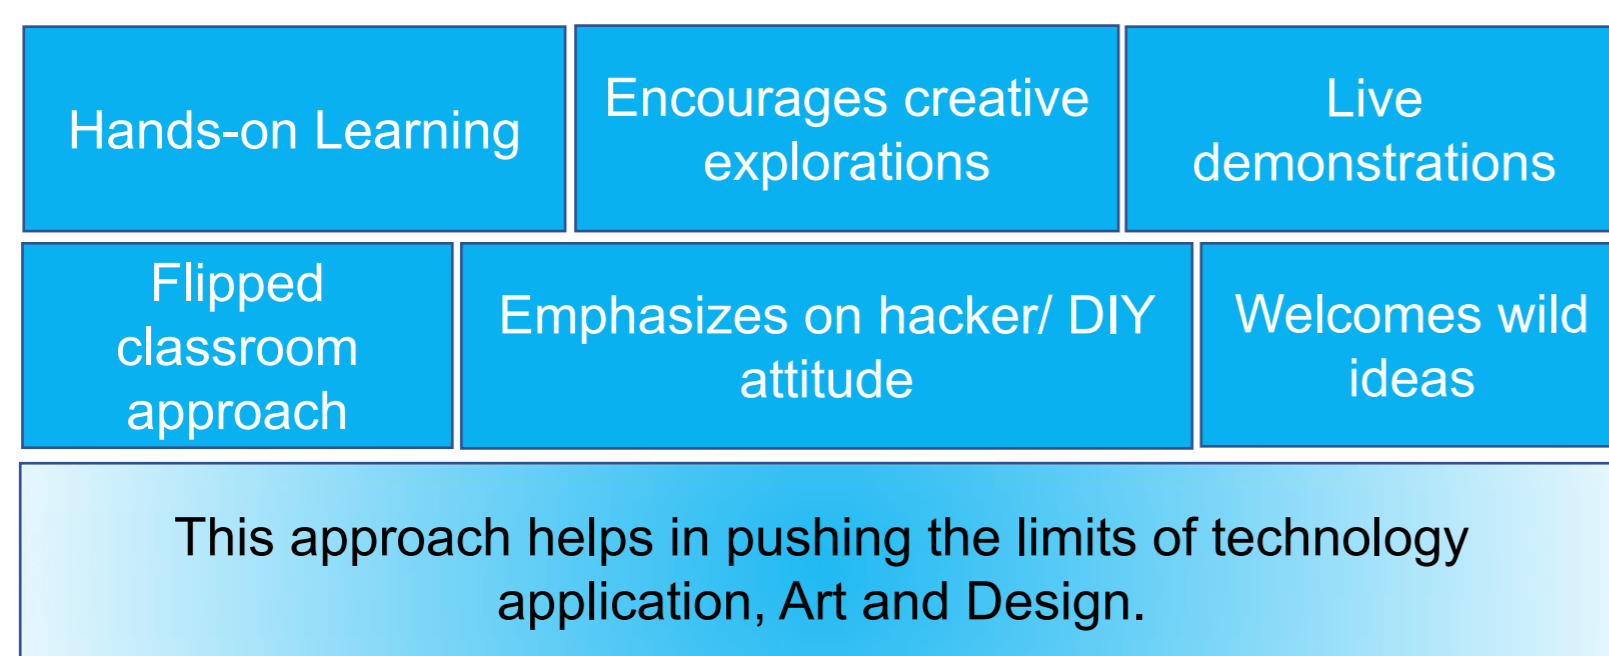 Hands-on Learning
Encourages creative
explorations
Live
demonstrations
Flipped
classroom
approach
Emphasizes on hacker/ DIY
attitude
Welcomes wild
ideas
This approach helps in pushing the limits of technology
application, Art and Design.